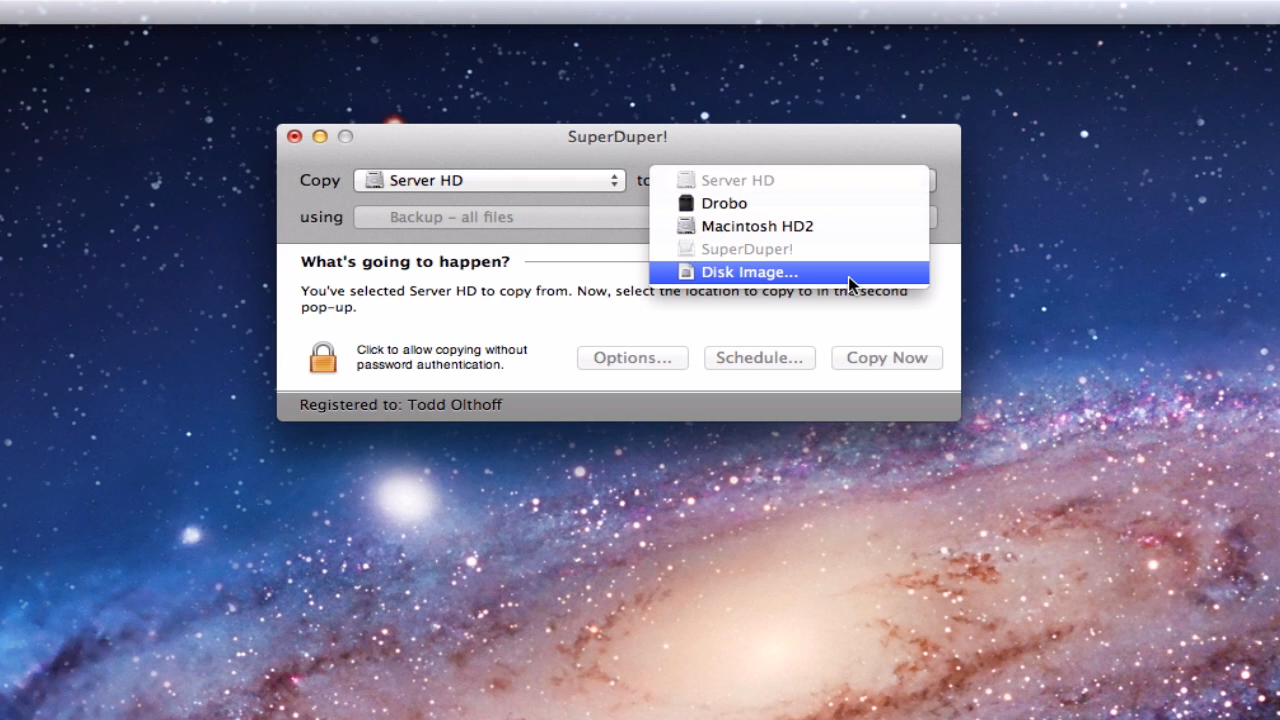 SuperDuper!
Copy
Server HD
to
Server HD
Drobo
Macintosh HD2
SuperDuper!
Disk Image...
using
Backup – all files
What's going to happen?
You've selected Server HD to copy from. Now, select the location to copy to in the second
pop-up.
Click to allow copying without
password authentication.
Options...
Schedule...
Copy Now
Registered to: Todd Olthoff